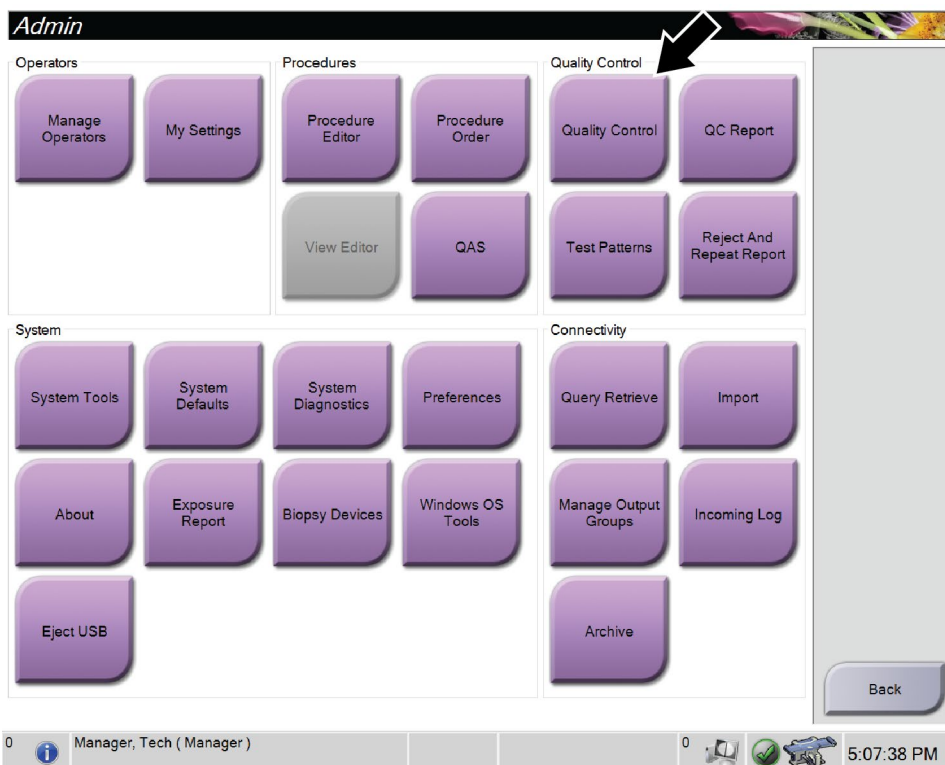 Admin
Operators
Manage
Operators
My Settings
Procedures
Procedure
Editor
Procedure
Order
View Editor
QAS
Quality Control
Quality Control
QC Report
Test Patterns
Reject And
Repeat Report
System
System Tools
System
Defaults
System
Diagnostics
Preferences
About
Exposure
Report
Biopsy Devices
Windows OS
Tools
Eject USB
Connectivity
Query Retrieve
Import
Manage Output
Groups
Incoming Log
Archive
Back
0
Manager, Tech ( Manager )
0
5:07:38 PM